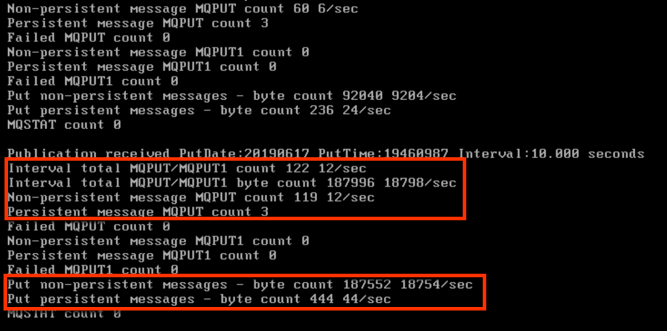 Non-persistent message MQPUT count 60 6/sec
Persistent message MQPUT count 3
Failed MQPUT count 0
Non-persistent message MQPUT1 count 0
Persistent message MQPUT1 count 0
Failed MQPUT1 count 0
Put non-persistent messages - byte count 92040 9204/sec
Put persistent messages - byte count 236 24/sec
MQSTAT count 0
Publication received PutDate:20190617 PutTime:19460987 Interval:10.000 seconds
Interval total MQPUT/MQPUT1 count 122 12/sec
Interval total MQPUT/MQPUT1 byte count 187996 18798/sec
Non-persistent message MQPUT count 119 12/sec
Persistent message MQPUT count 3
Failed MQPUT count 0
Non-persistent message MQPUT1 count 0
Persistent message MQPUT1 count 0
Failed MQPUT1 count 0
Put non-persistent messages - byte count 187552 18754/sec
Put persistent messages - byte count 444 44/sec
MQSTAT count 0